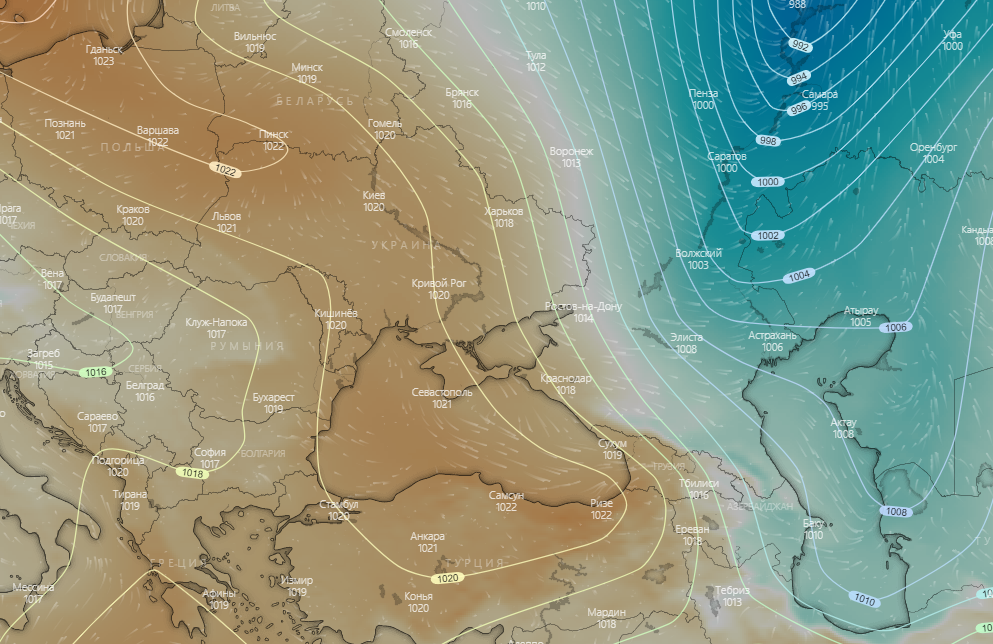 988
1010
ЛИТВА
Вильнюс
1019
Смоленск
1016
Гданьск
1023
Уфа
1000
992
Тула
1012
Минск
1019
994
БЕЛАРУСЬ
Брянск
1016
Пенза
1000
Самара
995
996
Познань
1021
Варшава
1022
Пинск
1022
Гомель
1020
998
ПОЛЬША
Воронеж
1013
Саратов
1000
Оренбург
1004
1022
1000
Киев
1020
Краков
1020
Львов
1021
Харьков
1018
1017
1002
УКРАИНА
Волжский
1003
СЛОВАКИЯ
Вена
1017
1004
Кривой Рог
1020
Будапешт
1017
ВЕНГРИЯ
Клуж-Напока
1017
Кишинёв
1020
Ростов-на-Дону
1014
Атырау
1005
1006
РУМЫНИЯ
Элиста
1008
Астрахань
1006
Загреб
1015
1016
СЕРБИЯ
Белград
1016
Севастополь
1021
Краснодар
1018
Бухарест
1019
Сараево
1017
Актау
1008
Сухум
1019
Подгорица
1020
София
1017
БОЛГАРИЯ
1018
ГРУЗИЯ
Тбилиси
1016
Тирана
1019
Стамбул
1020
Самсун
1022
Ризе
1022
АЗЕРБАЙДЖАН
1008
Баку
1010
Ереван
1018
Анкара
1021
ТУРЦИЯ
1020
Мессина
1017
Афины
1019
Измир
1019
Конья
1020
Тебриз
1013
1010
Мардин
1018